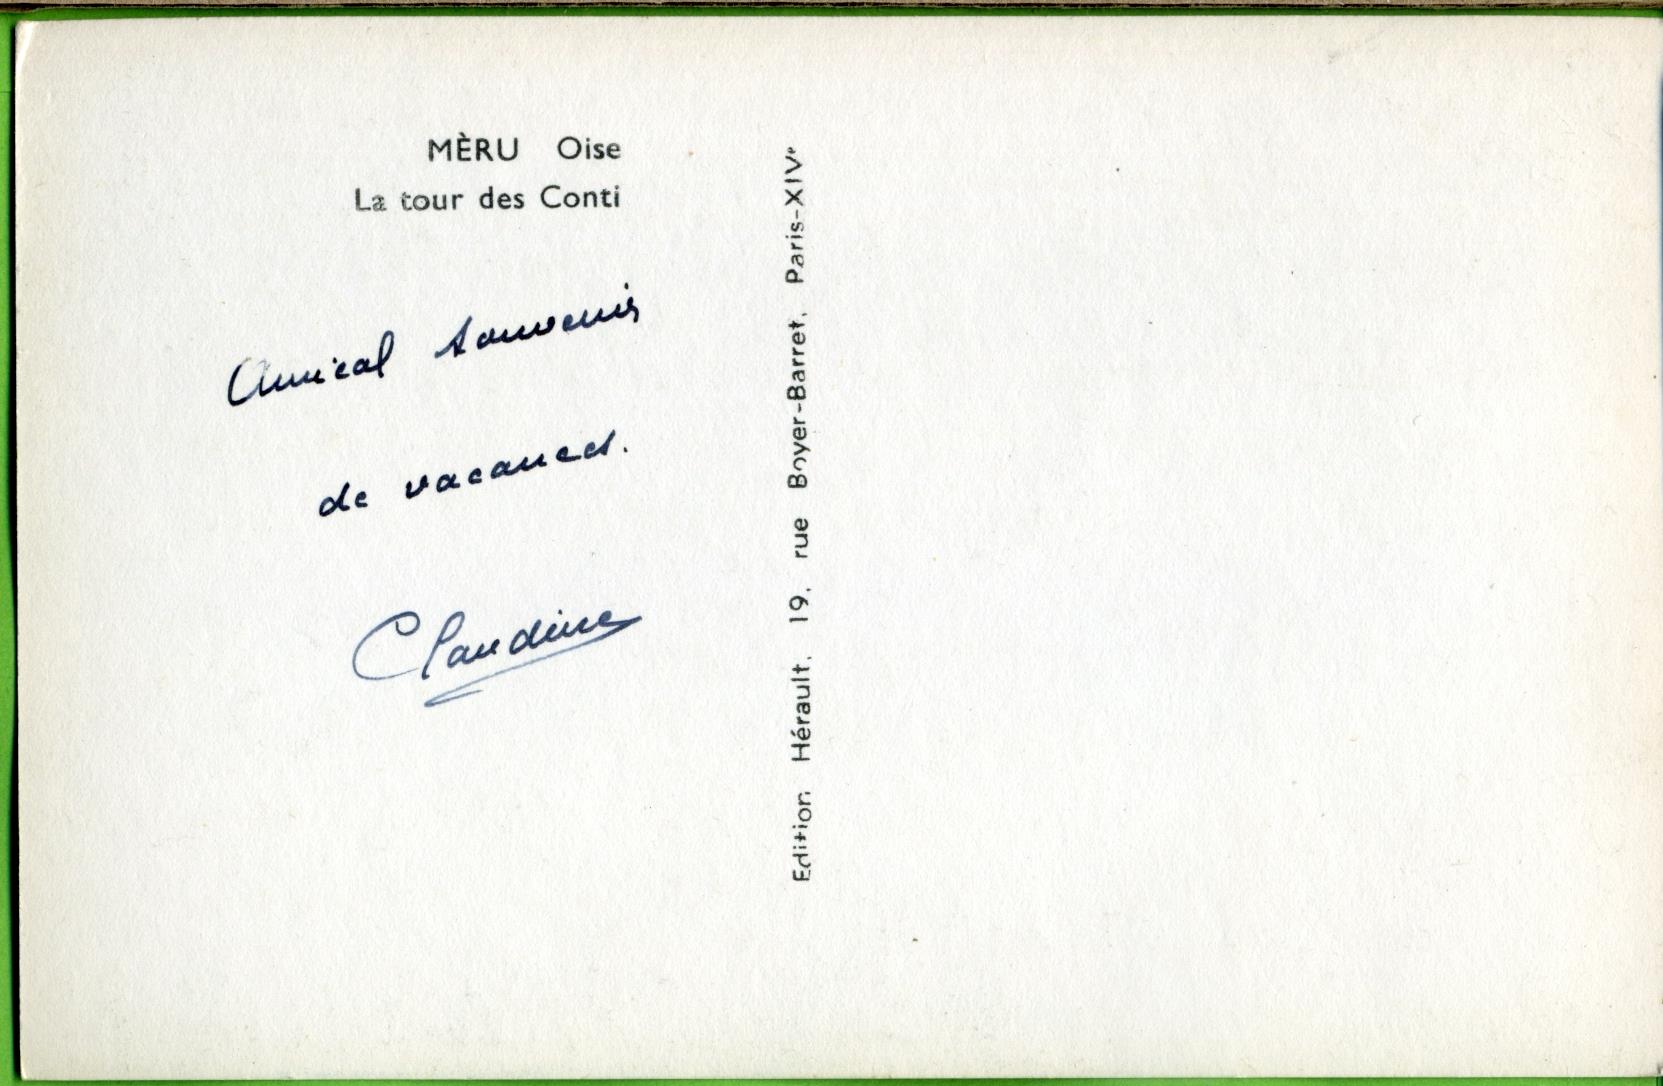 MÈRU Oise
La tour des Conti
Amical souvenir
de vacances.
Claudine
Edition Hérault, 19, rue Boyer-Barret, Paris-XIVe